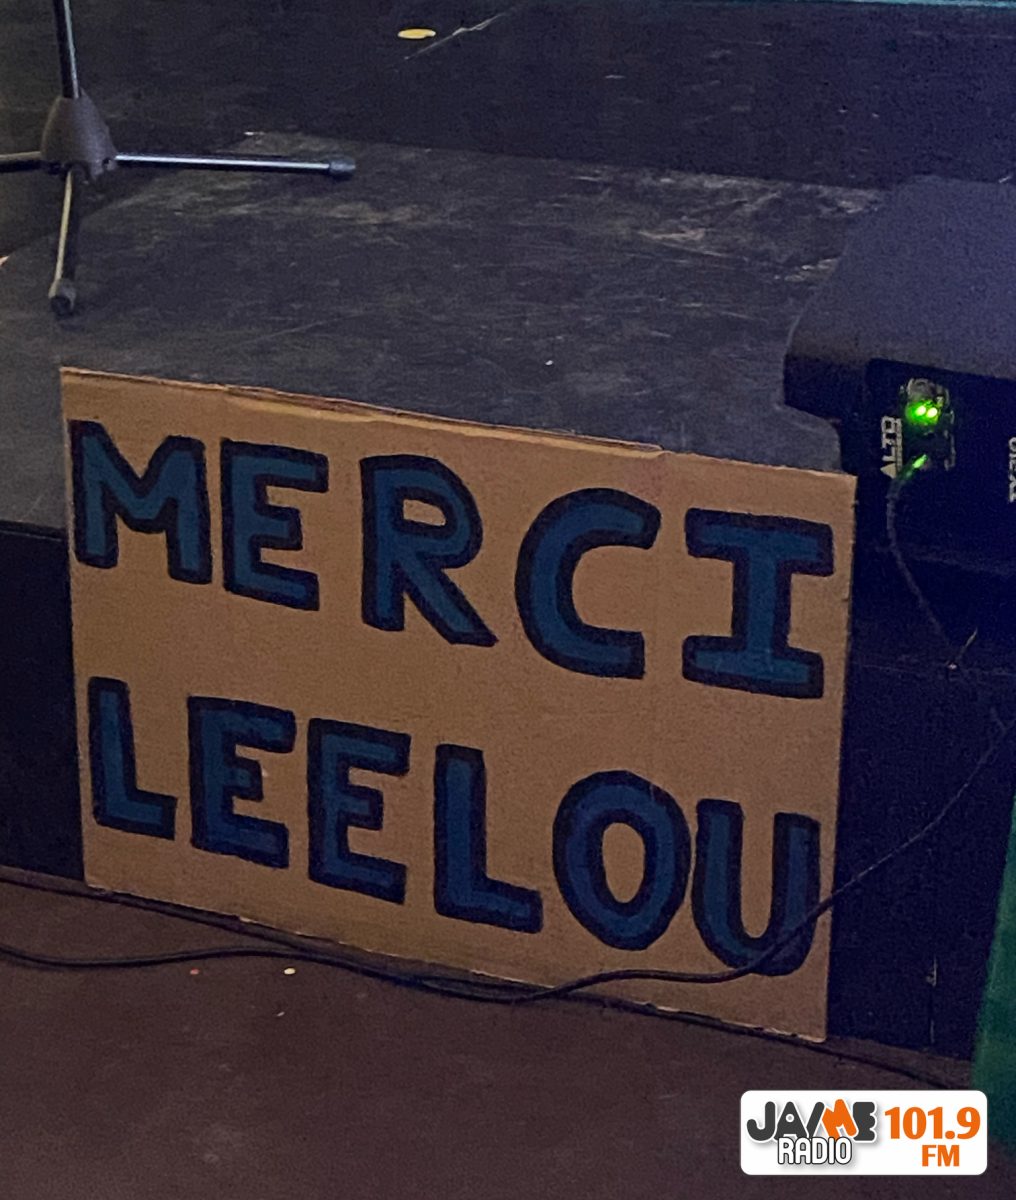 ALTO
MERCI
LEELOU
JAIME 101.9
RADIO FM